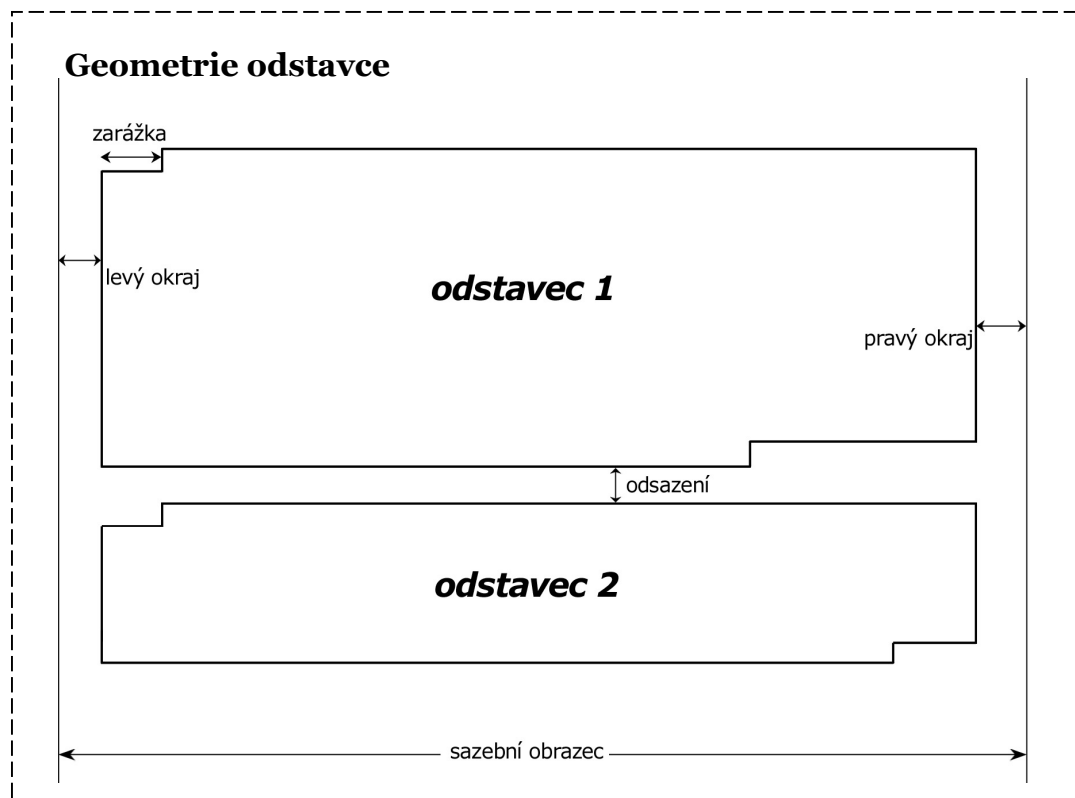 Geometrie odstavce
zarážka
levý okraj
odstavec 1
pravý okraj
odsazení
odstavec 2
sazební obrazec